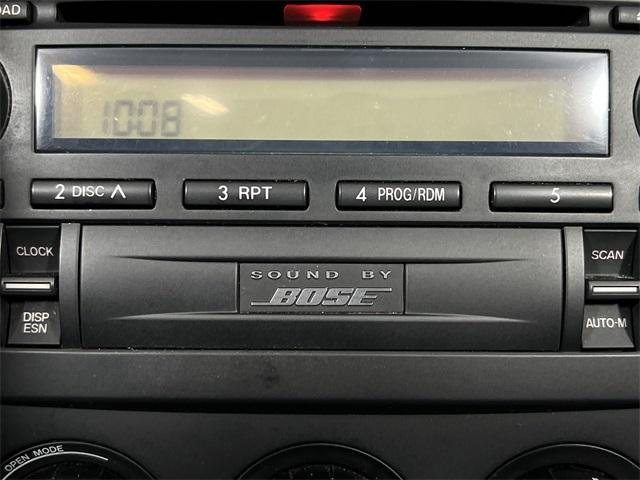 OAD
1008
2 DISC ∧
3 RPT
4 PROG/RDM
5
CLOCK
SCAN
SOUND BY
BOSE
DISP
ESN
AUTO-M
OPEN MODE